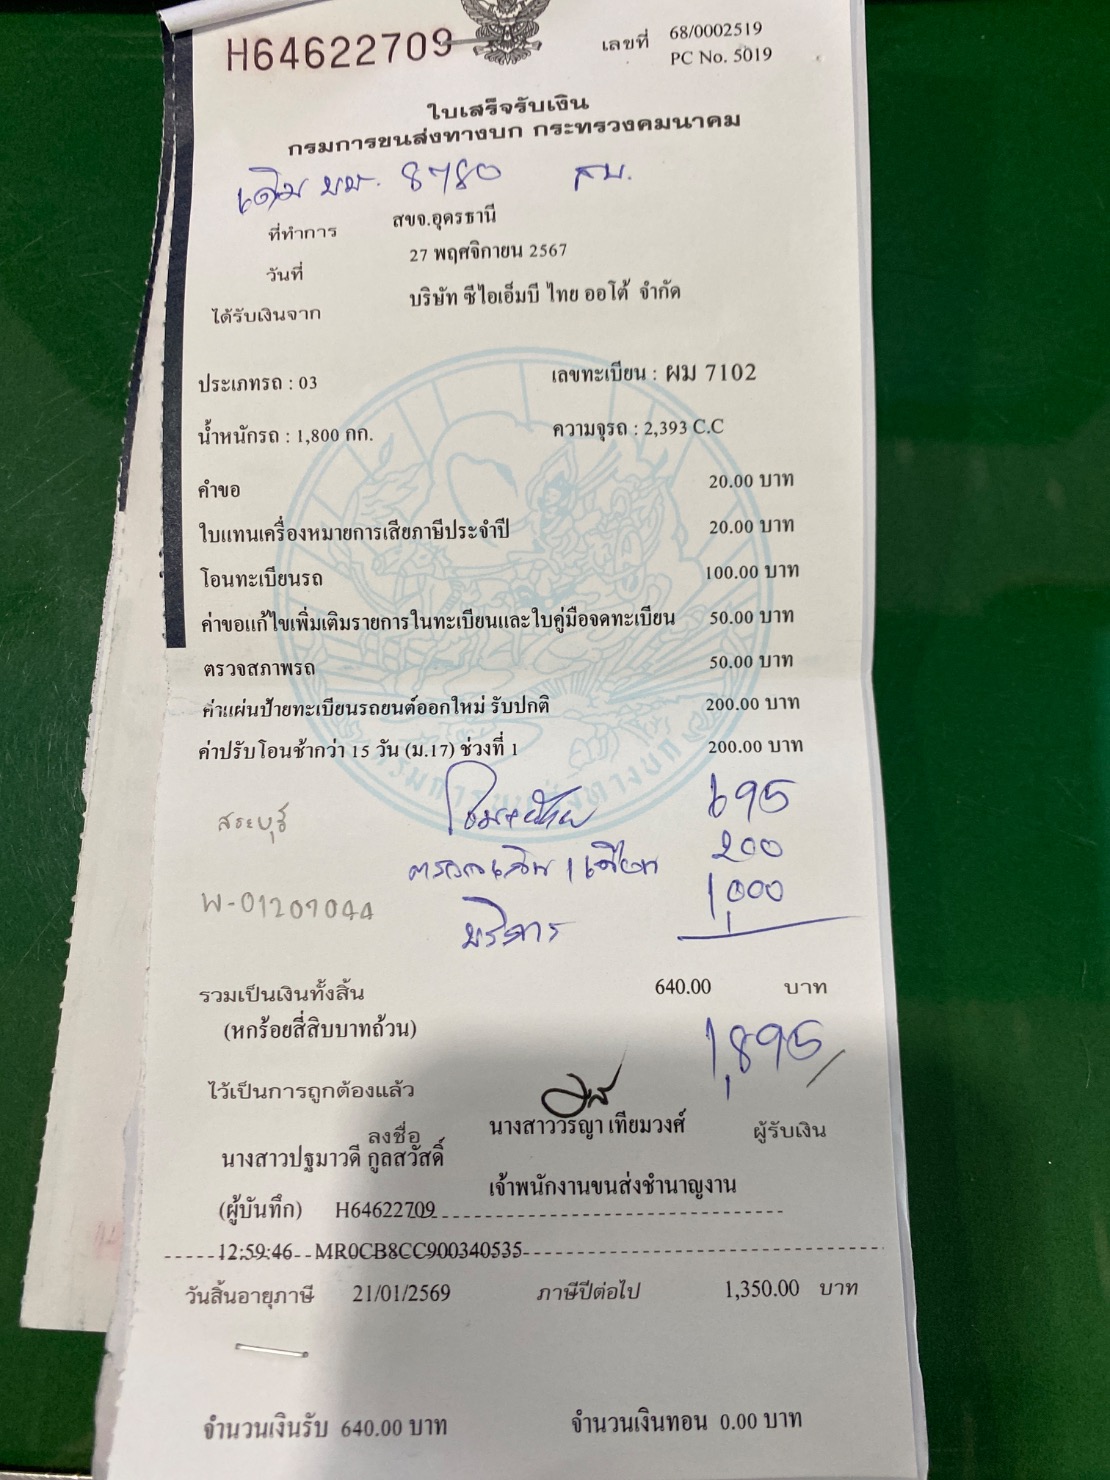 H64622709
เลขที่ 68/0002519
PC No. 5019
ใบเสร็จรับเงิน
กรมการขนส่งทางบก กระทรวงคมนาคม
เดิม บษ. 8780 สบ.
ที่ทำการ สขจ.อุดรธานี
วันที่ 27 พฤศจิกายน 2567
ได้รับเงินจาก บริษัท ซีไอเอ็มบี ไทย ออโต้ จำกัด
ประเภทรถ : 03 เลขทะเบียน : ผม 7102
น้ำหนักรถ : 1,800 กก. ความจุรถ : 2,393 C.C
คำขอ 20.00 บาท
ใบแทนเครื่องหมายการเสียภาษีประจำปี 20.00 บาท
โอนทะเบียนรถ 100.00 บาท
ค่าขอแก้ไขเพิ่มเติมรายการในทะเบียนและใบคู่มือจดทะเบียน 50.00 บาท
ตรวจสภาพรถ 50.00 บาท
ค่าแผ่นป้ายทะเบียนรถยนต์ออกใหม่ รับปกติ 200.00 บาท
ค่าปรับโอนช้ากว่า 15 วัน (ม.17) ช่วงที่ 1 200.00 บาท
695
สระบุรี
200
W-01209044
บริการ 1,000
รวมเป็นเงินทั้งสิ้น 640.00 บาท
(หกร้อยสี่สิบบาทถ้วน)
1,895
ไว้เป็นการถูกต้องแล้ว
ลงชื่อ นางสาววรัญา เทียมวงศ์ ผู้รับเงิน
นางสาวปฐมาวดี กูลสวัสดิ์
เจ้าพนักงานขนส่งชำนาญงาน
(ผู้บันทึก) H64622709
12:59:46 MR0CB8CC900340535
วันสิ้นอายุภาษี 21/01/2569 ภาษีปีต่อไป 1,350.00 บาท
จำนวนเงินรับ 640.00 บาท จำนวนเงินทอน 0.00 บาท